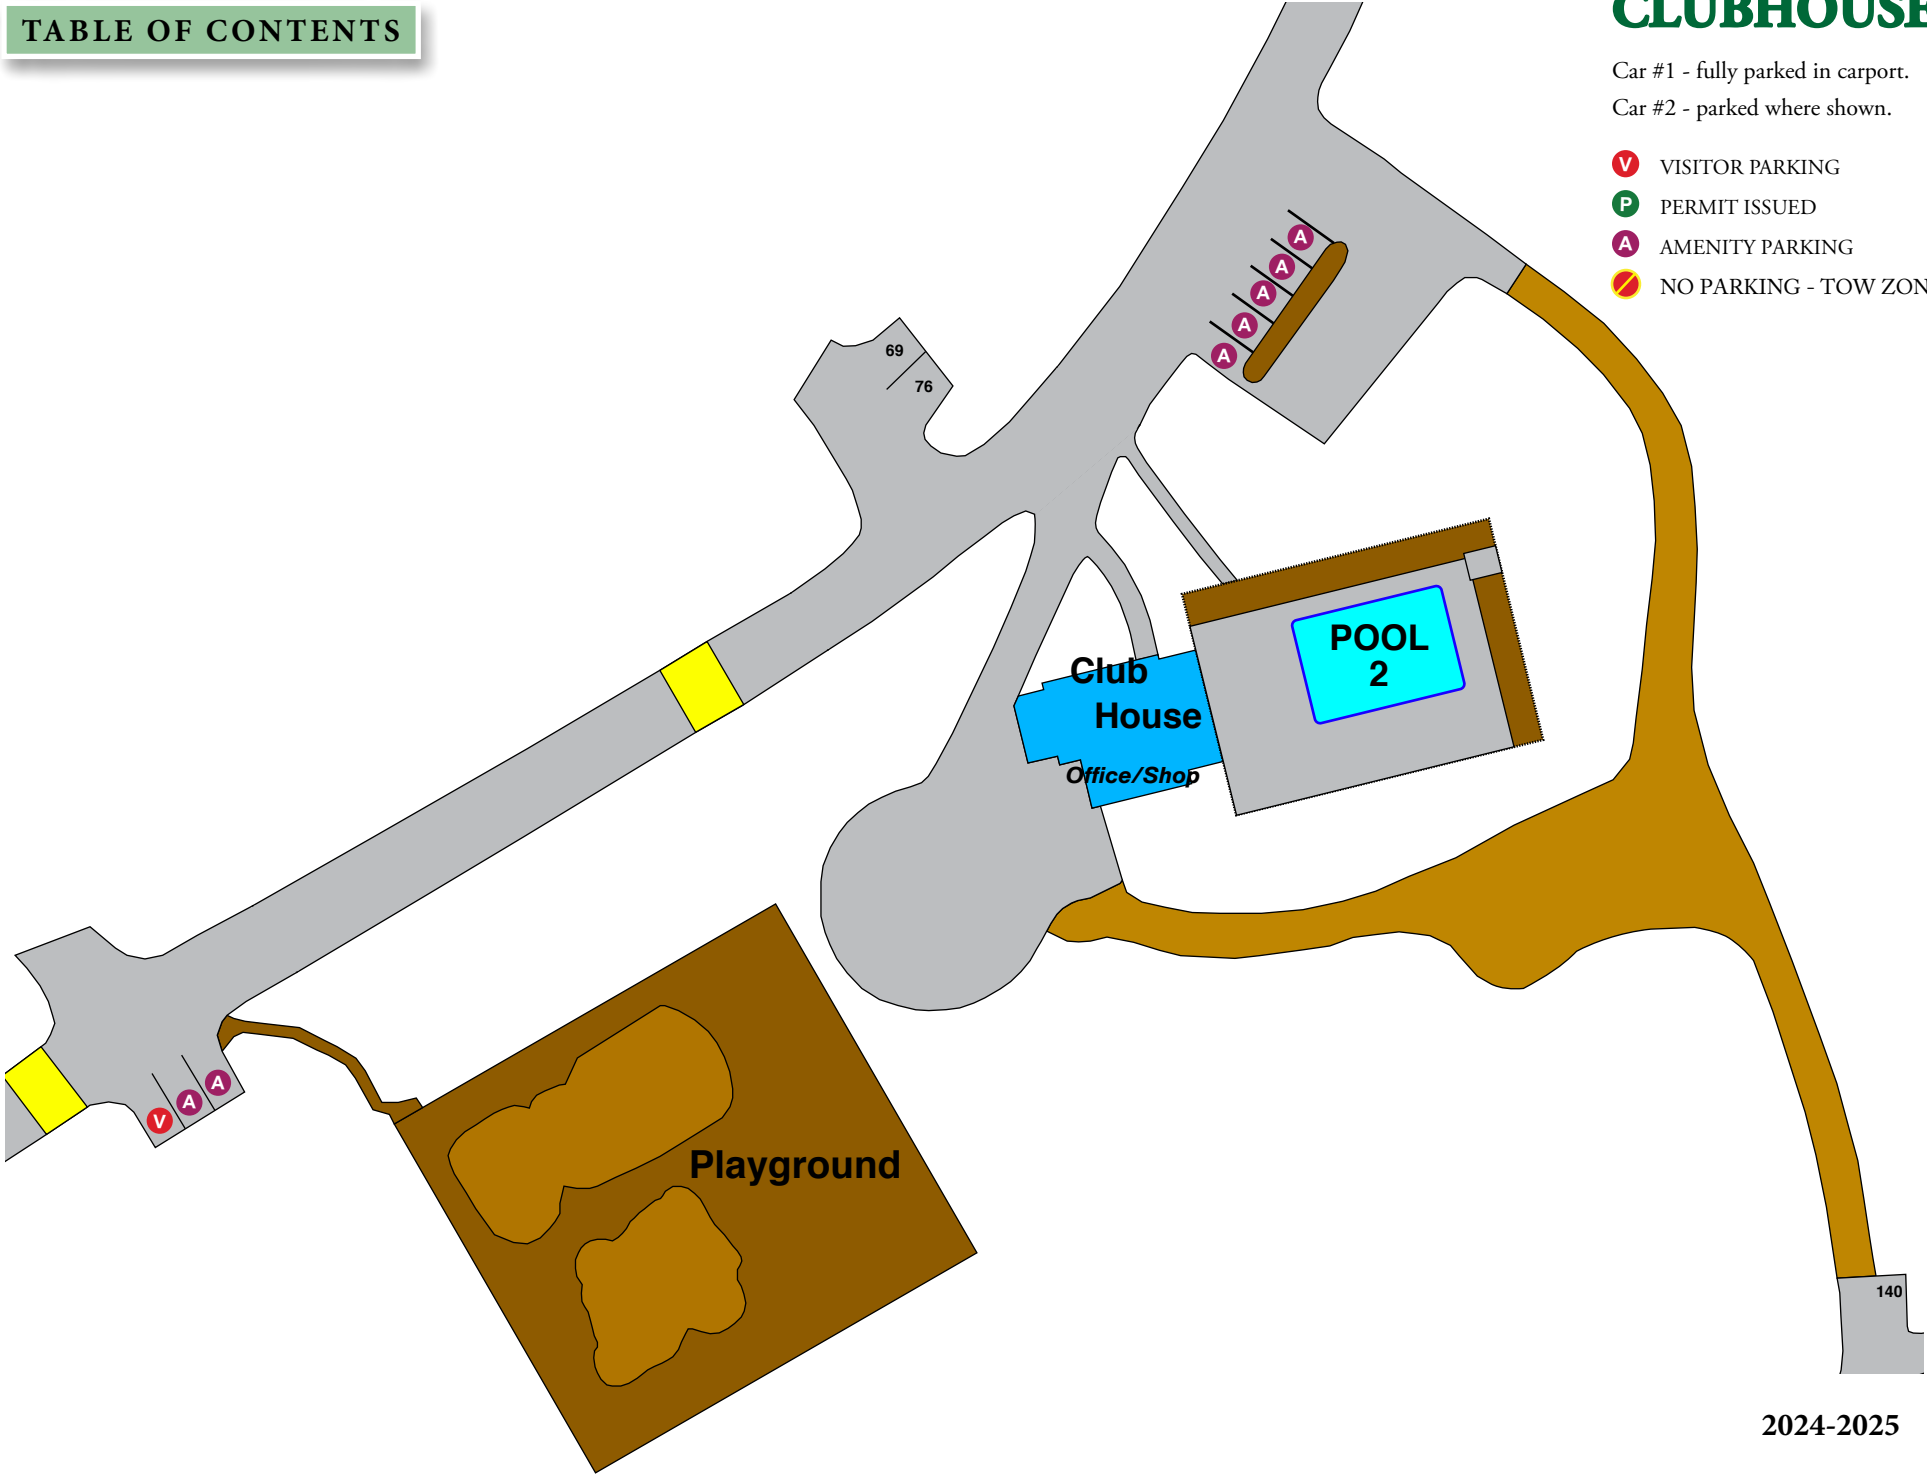 TABLE OF CONTENTS
CLUBHOUSE
Car #1 - fully parked in carport.
Car #2 - parked where shown.
V VISITOR PARKING
P PERMIT ISSUED
A AMENITY PARKING
NO PARKING - TOW ZON
A
A
A
A
A
69
76
POOL
2
Club
House
Office/Shop
A
A
V
Playground
140
2024-2025